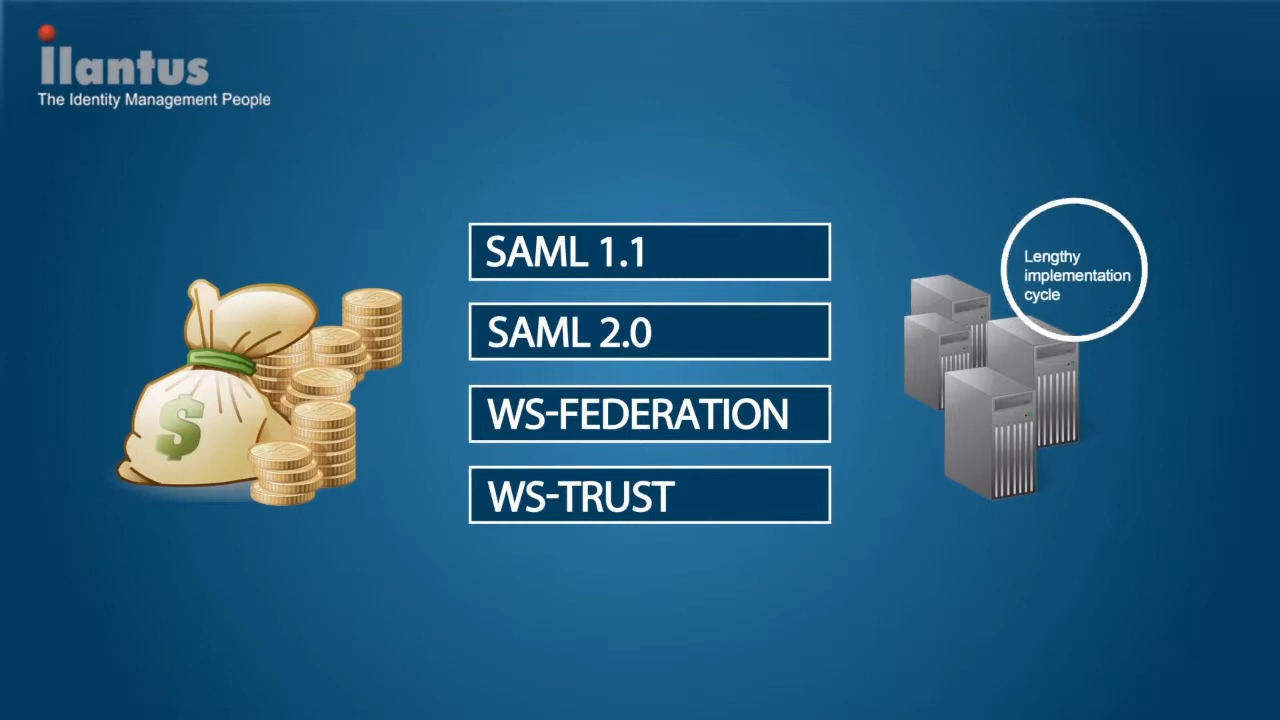 ilantus
The Identity Management People
SAML 1.1
SAML 2.0
WS-FEDERATION
WS-TRUST
Lengthy
implementation
cycle
$